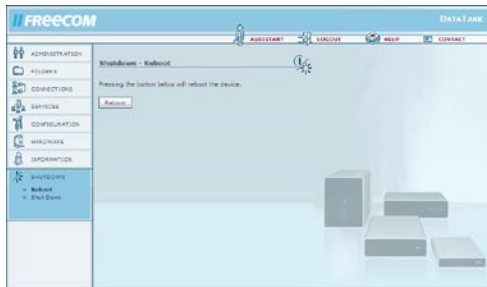 FREECOM
DATATANK
ASSISTANT
LOGOUT
HELP
CONTACT
ADMINISTRATION
FOLDERS
CONNECTIONS
SERVICES
CONFIGURATION
HARDWARE
INFORMATION
SHUTDOWN
Reboot
Shut Down
Shutdown - Reboot
Pressing the button below will reboot the device.
Reboot